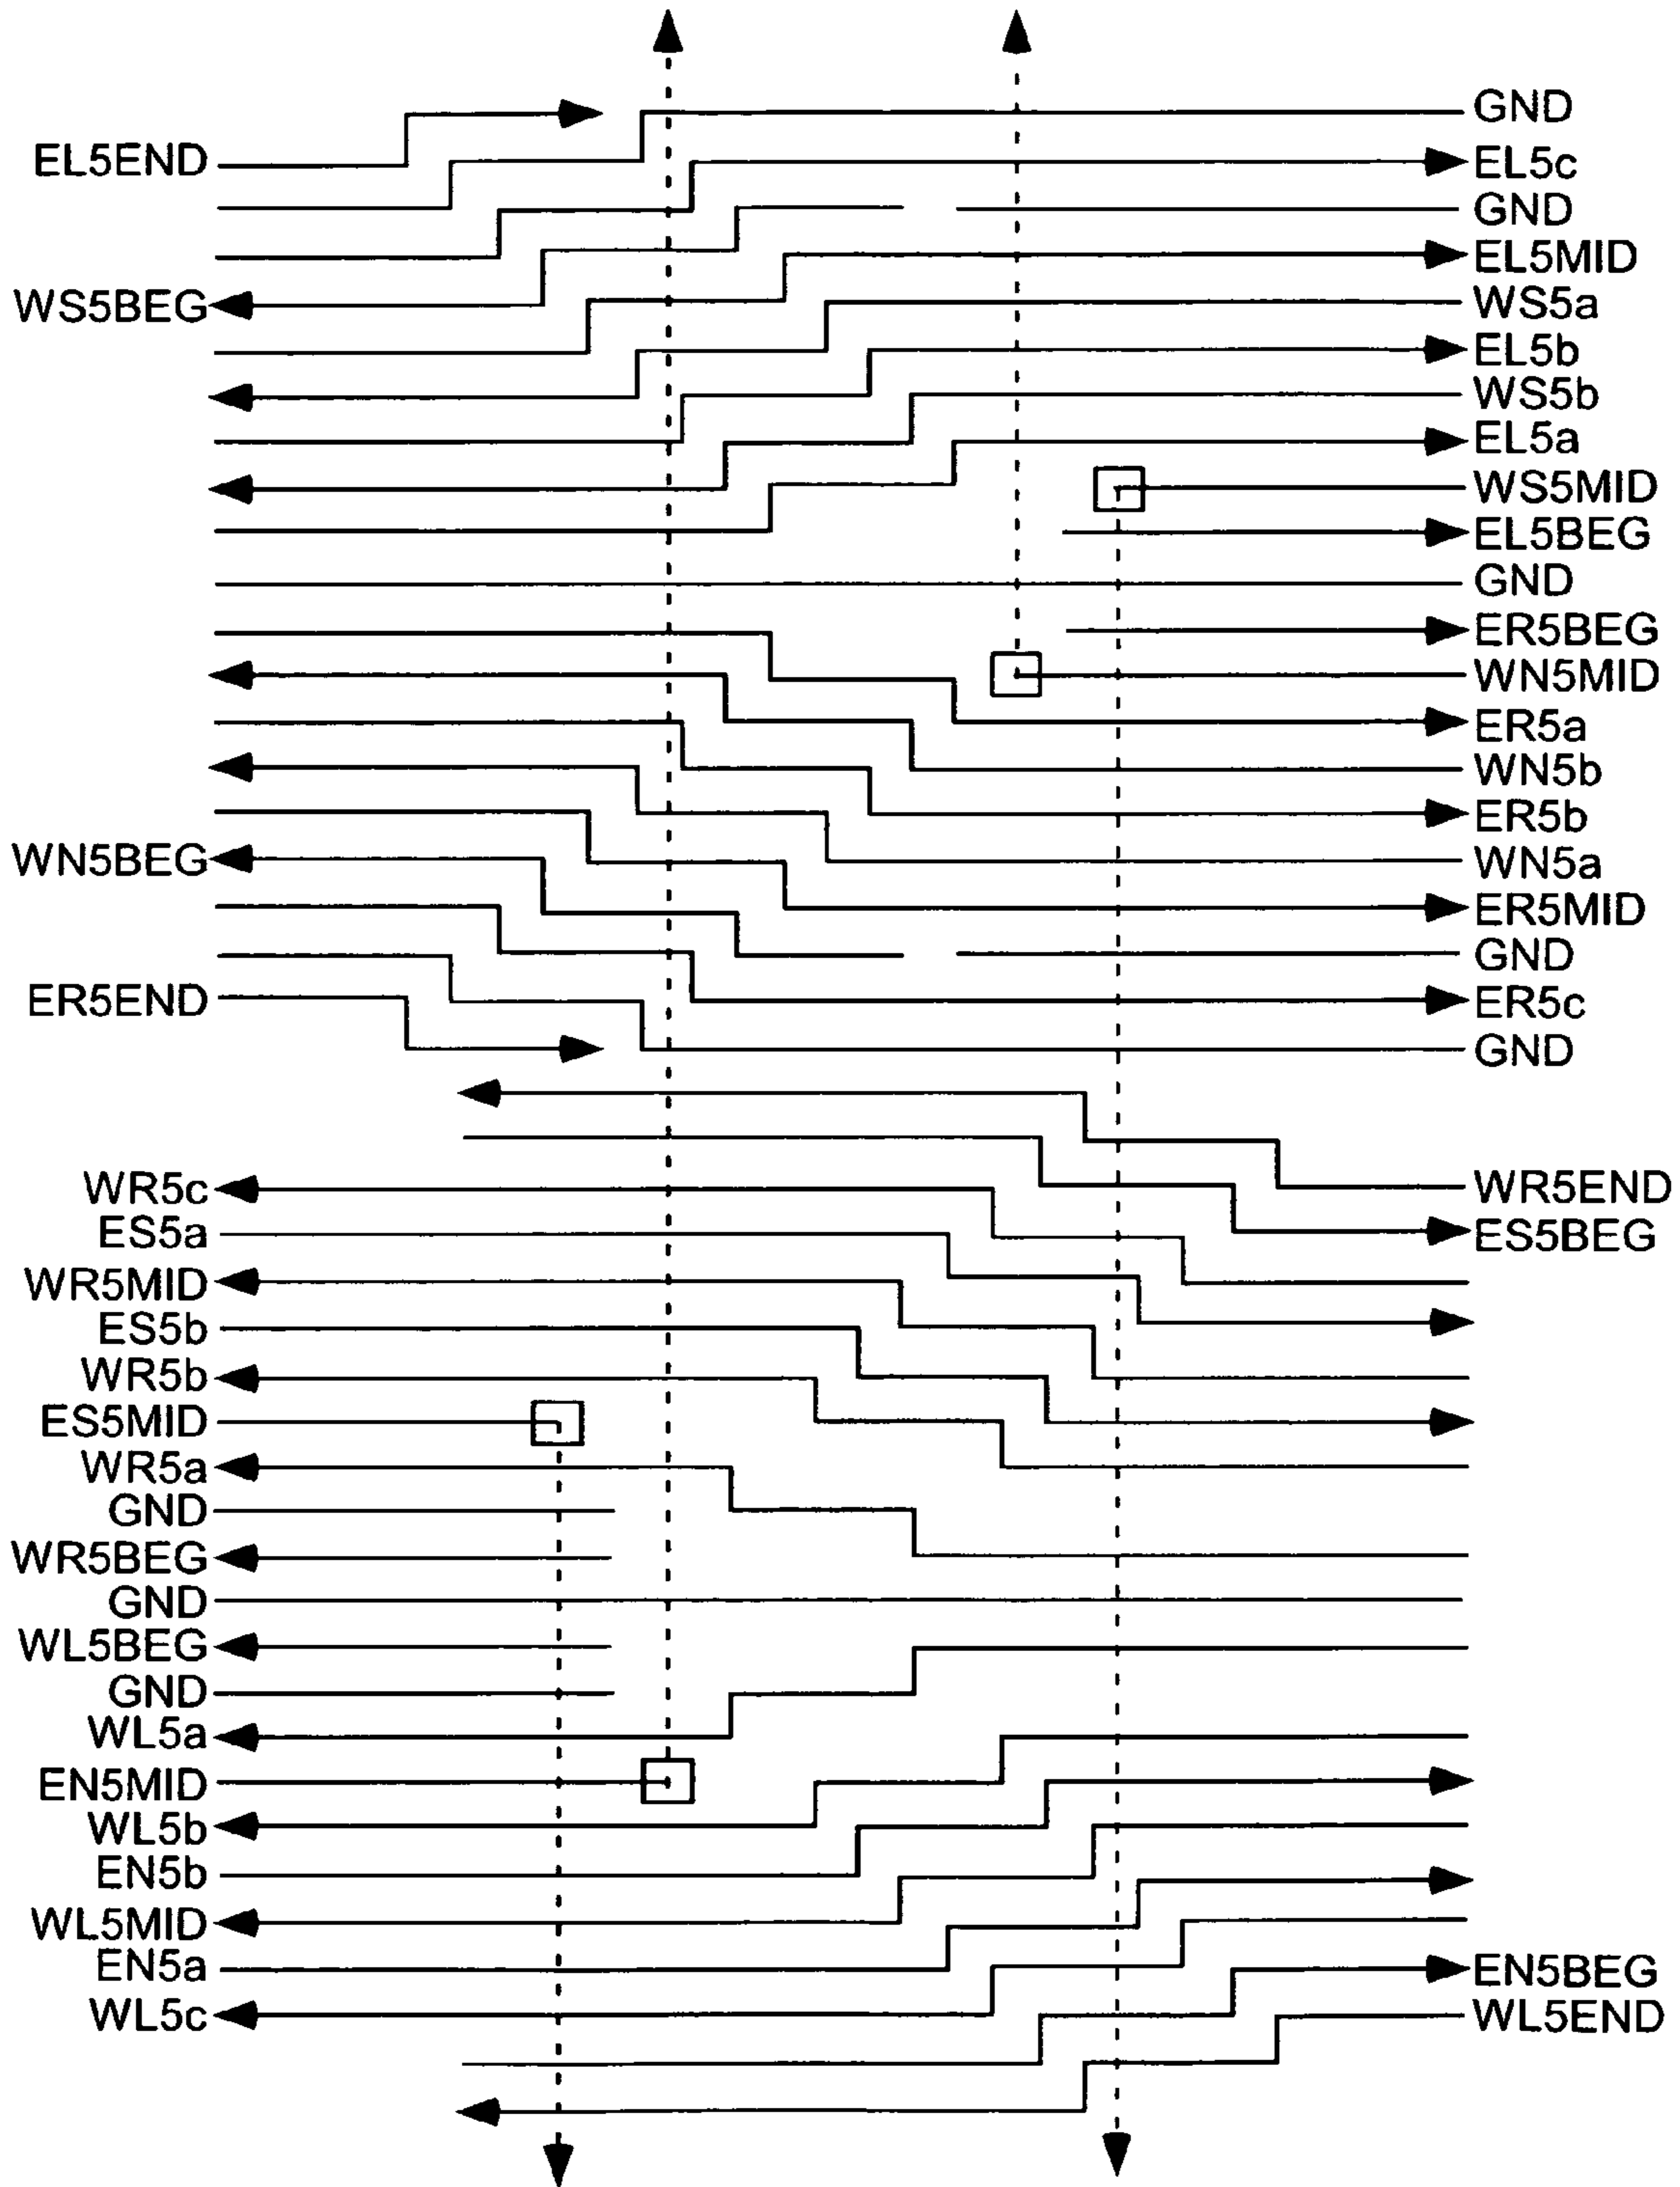 GND
EL5END
EL5c
GND
EL5MID
WS5BEG
WS5a
EL5b
WS5b
EL5a
WS5MID
EL5BEG
GND
ER5BEG
WN5MID
ER5a
WN5b
ER5b
WN5BEG
WN5a
ER5MID
GND
ER5END
ER5c
GND
WR5c
WR5END
ES5a
ES5BEG
WR5MID
ES5b
WR5b
ES5MID
WR5a
GND
WR5BEG
GND
WL5BEG
GND
WL5a
EN5MID
WL5b
EN5b
WL5MID
EN5a
EN5BEG
WL5c
WL5END